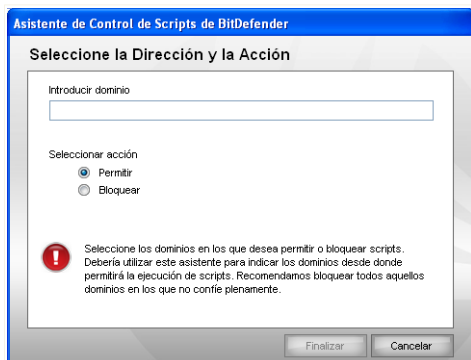 Asistente de Control de Scripts de BitDefender
Seleccione la Dirección y la Acción
Introducir dominio
Seleccionar acción
Permitir
Bloquear
Seleccione los dominios en los que desea permitir o bloquear scripts.
Debería utilizar este asistente para indicar los dominios desde donde
permitirá la ejecución de scripts. Recomendamos bloquear todos aquellos
dominios en los que no confíe plenamente.
Finalizar
Cancelar